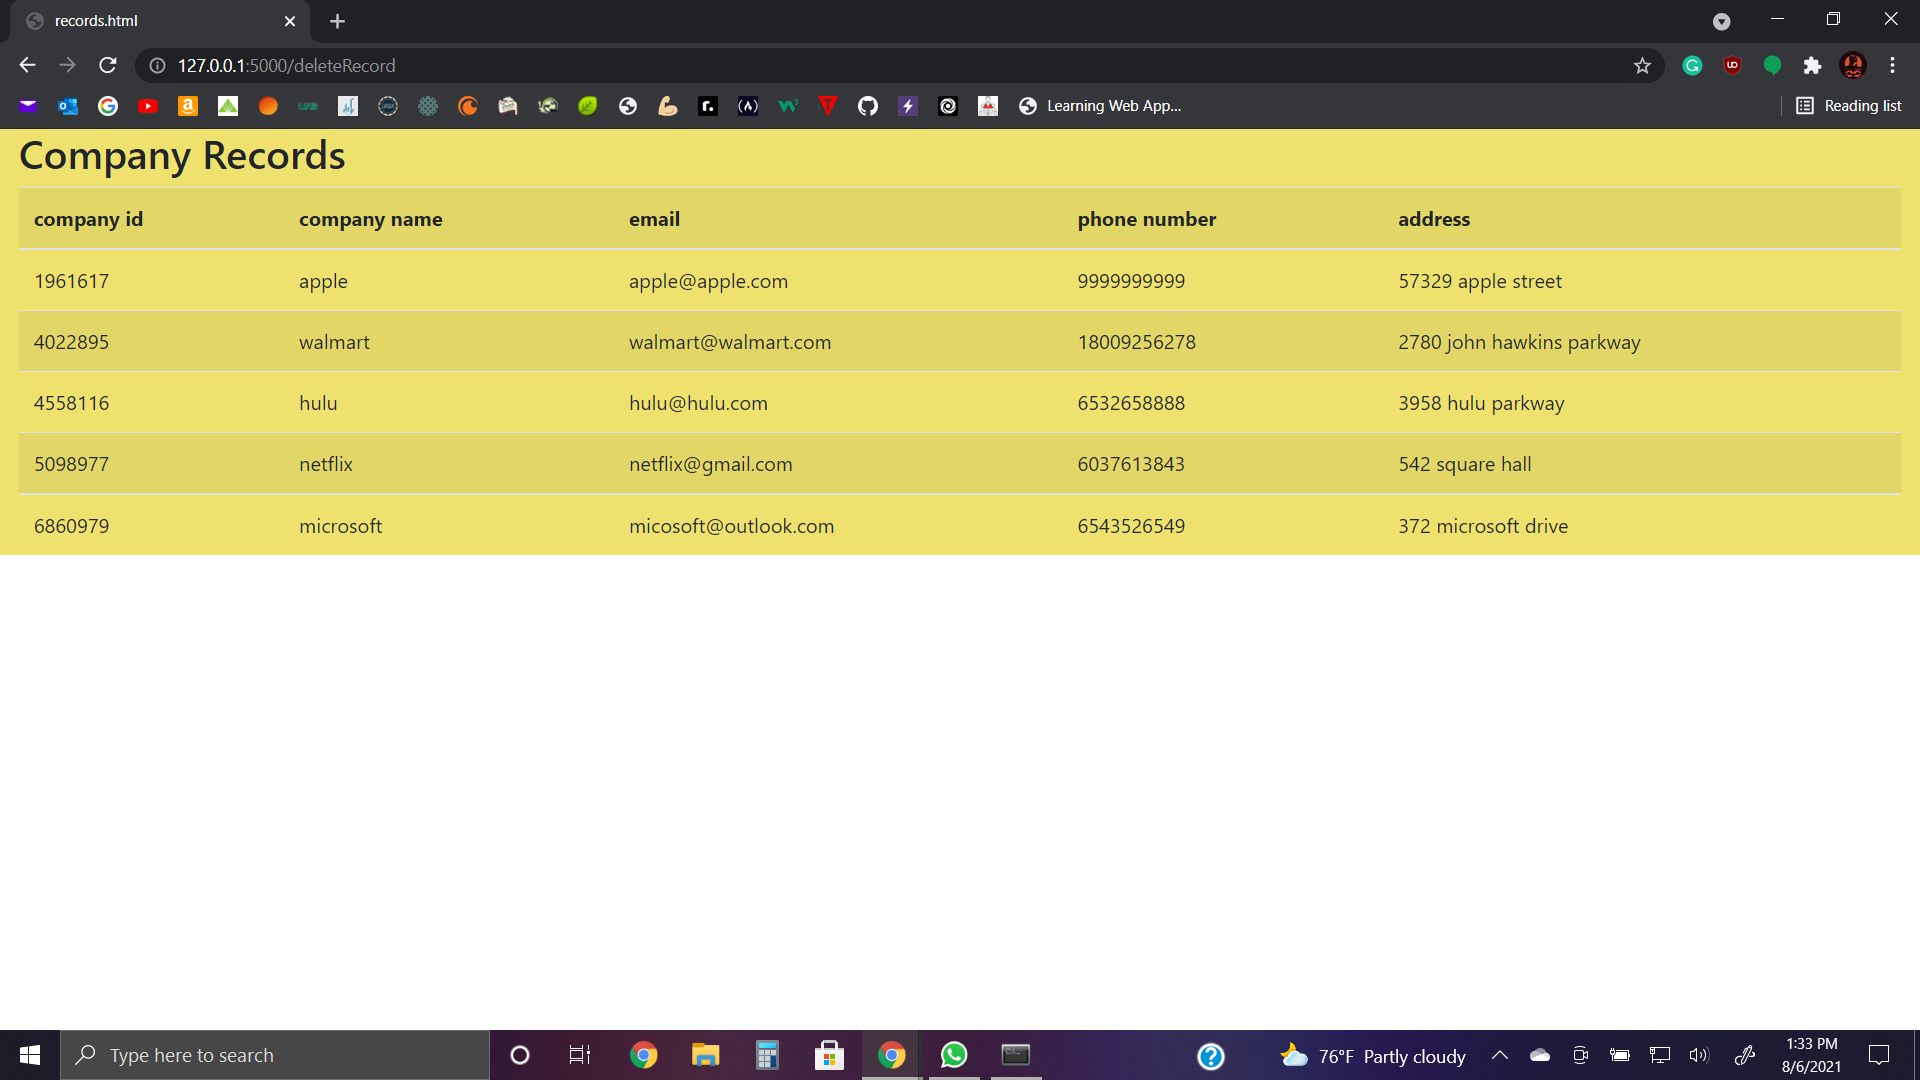 records.html
127.0.0.1:5000/deleteRecord
Learning Web App...
Reading list
Company Records
company id company name email phone number address
1961617 apple apple@apple.com 9999999999 57329 apple street
4022895 walmart walmart@walmart.com 18009256278 2780 john hawkins parkway
4558116 hulu hulu@hulu.com 6532658888 3958 hulu parkway
5098977 netflix netflix@gmail.com 6037613843 542 square hall
6860979 microsoft micosoft@outlook.com 6543526549 372 microsoft drive
Type here to search
76°F Partly cloudy
1:33 PM
8/6/2021